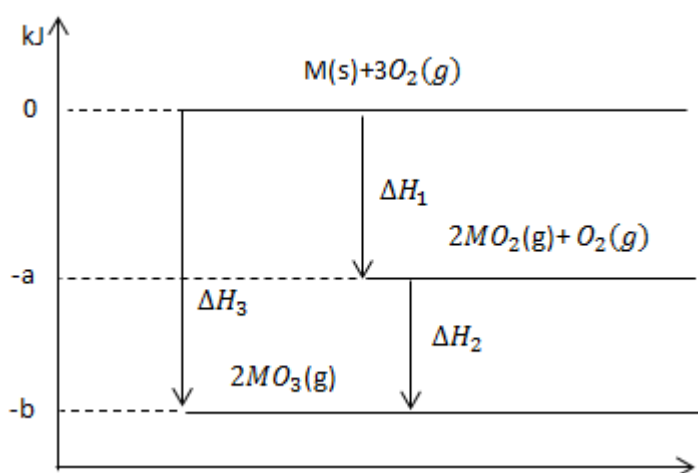 kJ
M(s)+3O₂(g)
0
ΔH₁
2MO₂(g)+ O₂(g)
-a
ΔH₃
ΔH₂
2MO₃(g)
-b